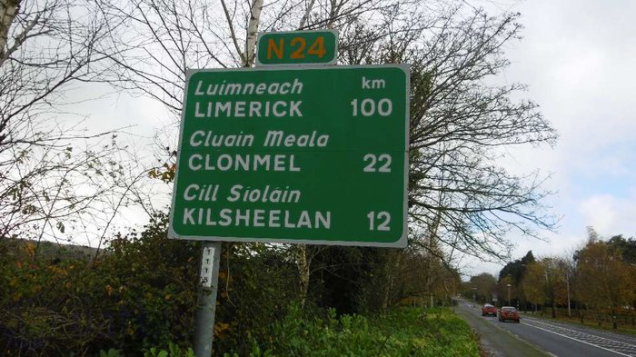 N24
Luimneach km
LIMERICK 100
Cluain Meala
CLONMEL 22
Cill Síoláin
KILSHEELAN 12